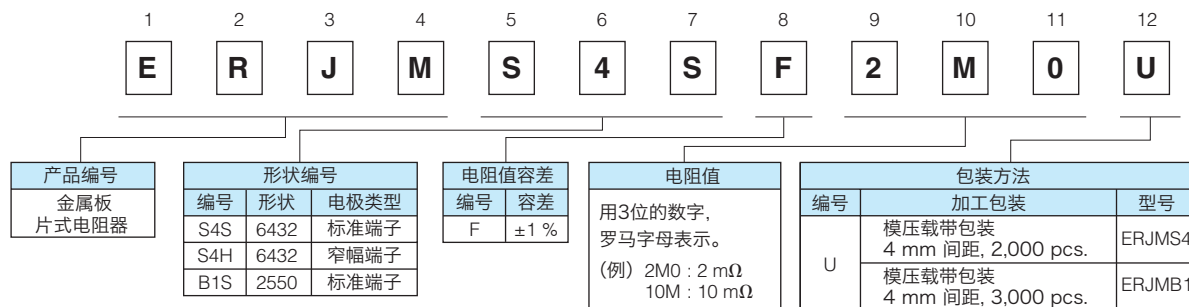 1 2 3 4 5 6 7 8 9 10 11 12
E R J M S 4 S F 2 M 0 U
产品编号
金属板
片式电阻器
形状编号
编号 形状 电极类型
S4S 6432 标准端子
S4H 6432 窄幅端子
B1S 2550 标准端子
电阻值容差
编号 容差
F ±1 %
电阻值
用3位的数字，
罗马字母表示。
（例）2M0 : 2 mΩ
10M : 10 mΩ
包装方法
编号 加工包装 型号
U
模压载带包装
4 mm 间距, 2,000 pcs.
ERJMS4
模压载带包装
4 mm 间距, 3,000 pcs.
ERJMB1